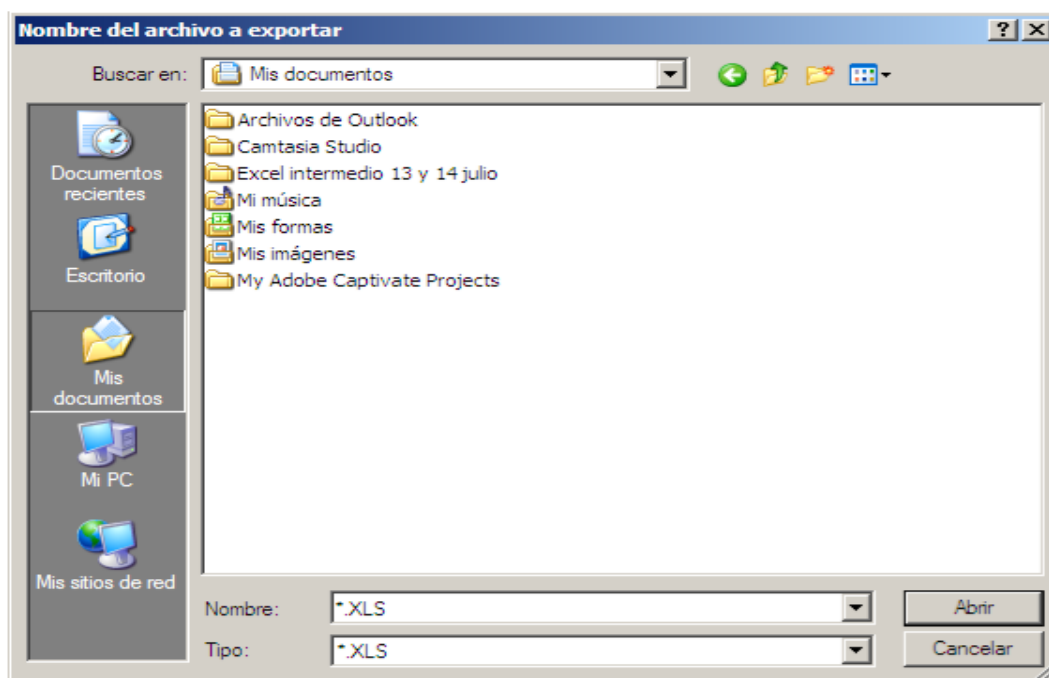 Nombre del archivo a exportar
Buscar en:
Mis documentos
Documentos
recientes
Escritorio
Mis
documentos
Mi PC
Mis sitios de red
Archivos de Outlook
Camtasia Studio
Excel intermedio 13 y 14 julio
Mi música
Mis formas
Mis imágenes
My Adobe Captivate Projects
Nombre:
*.XLS
Abrir
Tipo:
*.XLS
Cancelar